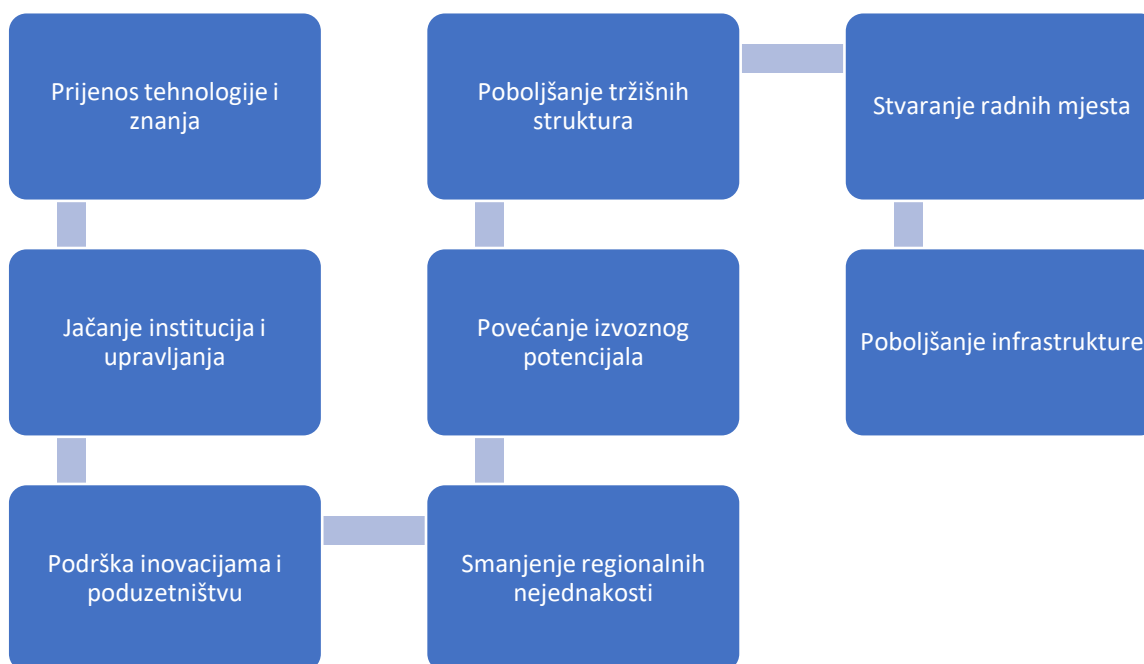 Prijenos tehnologije i
znanja
Jačanje institucija i
upravljanja
Podrška inovacijama i
poduzetništvu
Smanjenje regionalnih
nejednakosti
Povećanje izvoznog
potencijala
Poboljšanje tržišnih
struktura
Stvaranje radnih mjesta
Poboljšanje infrastrukture